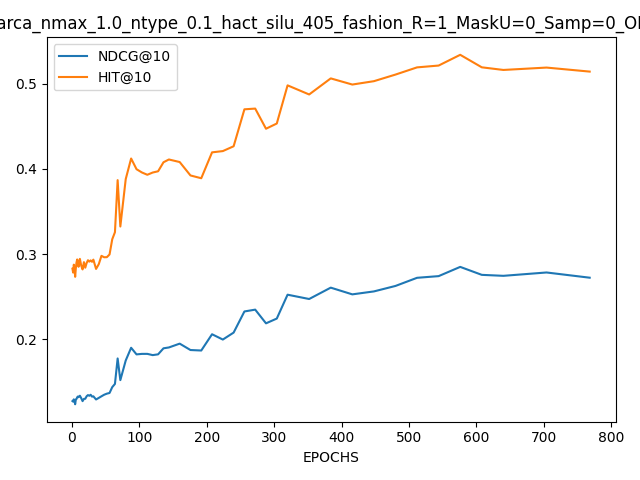 arca_nmax_1.0_ntype_0.1_hact_silu_405_fashion_R=1_MaskU=0_Samp=0_O
NDCG@10
HIT@10
0.5
0.4
0.3
0.2
0 100 200 300 400 500 600 700 800
EPOCHS